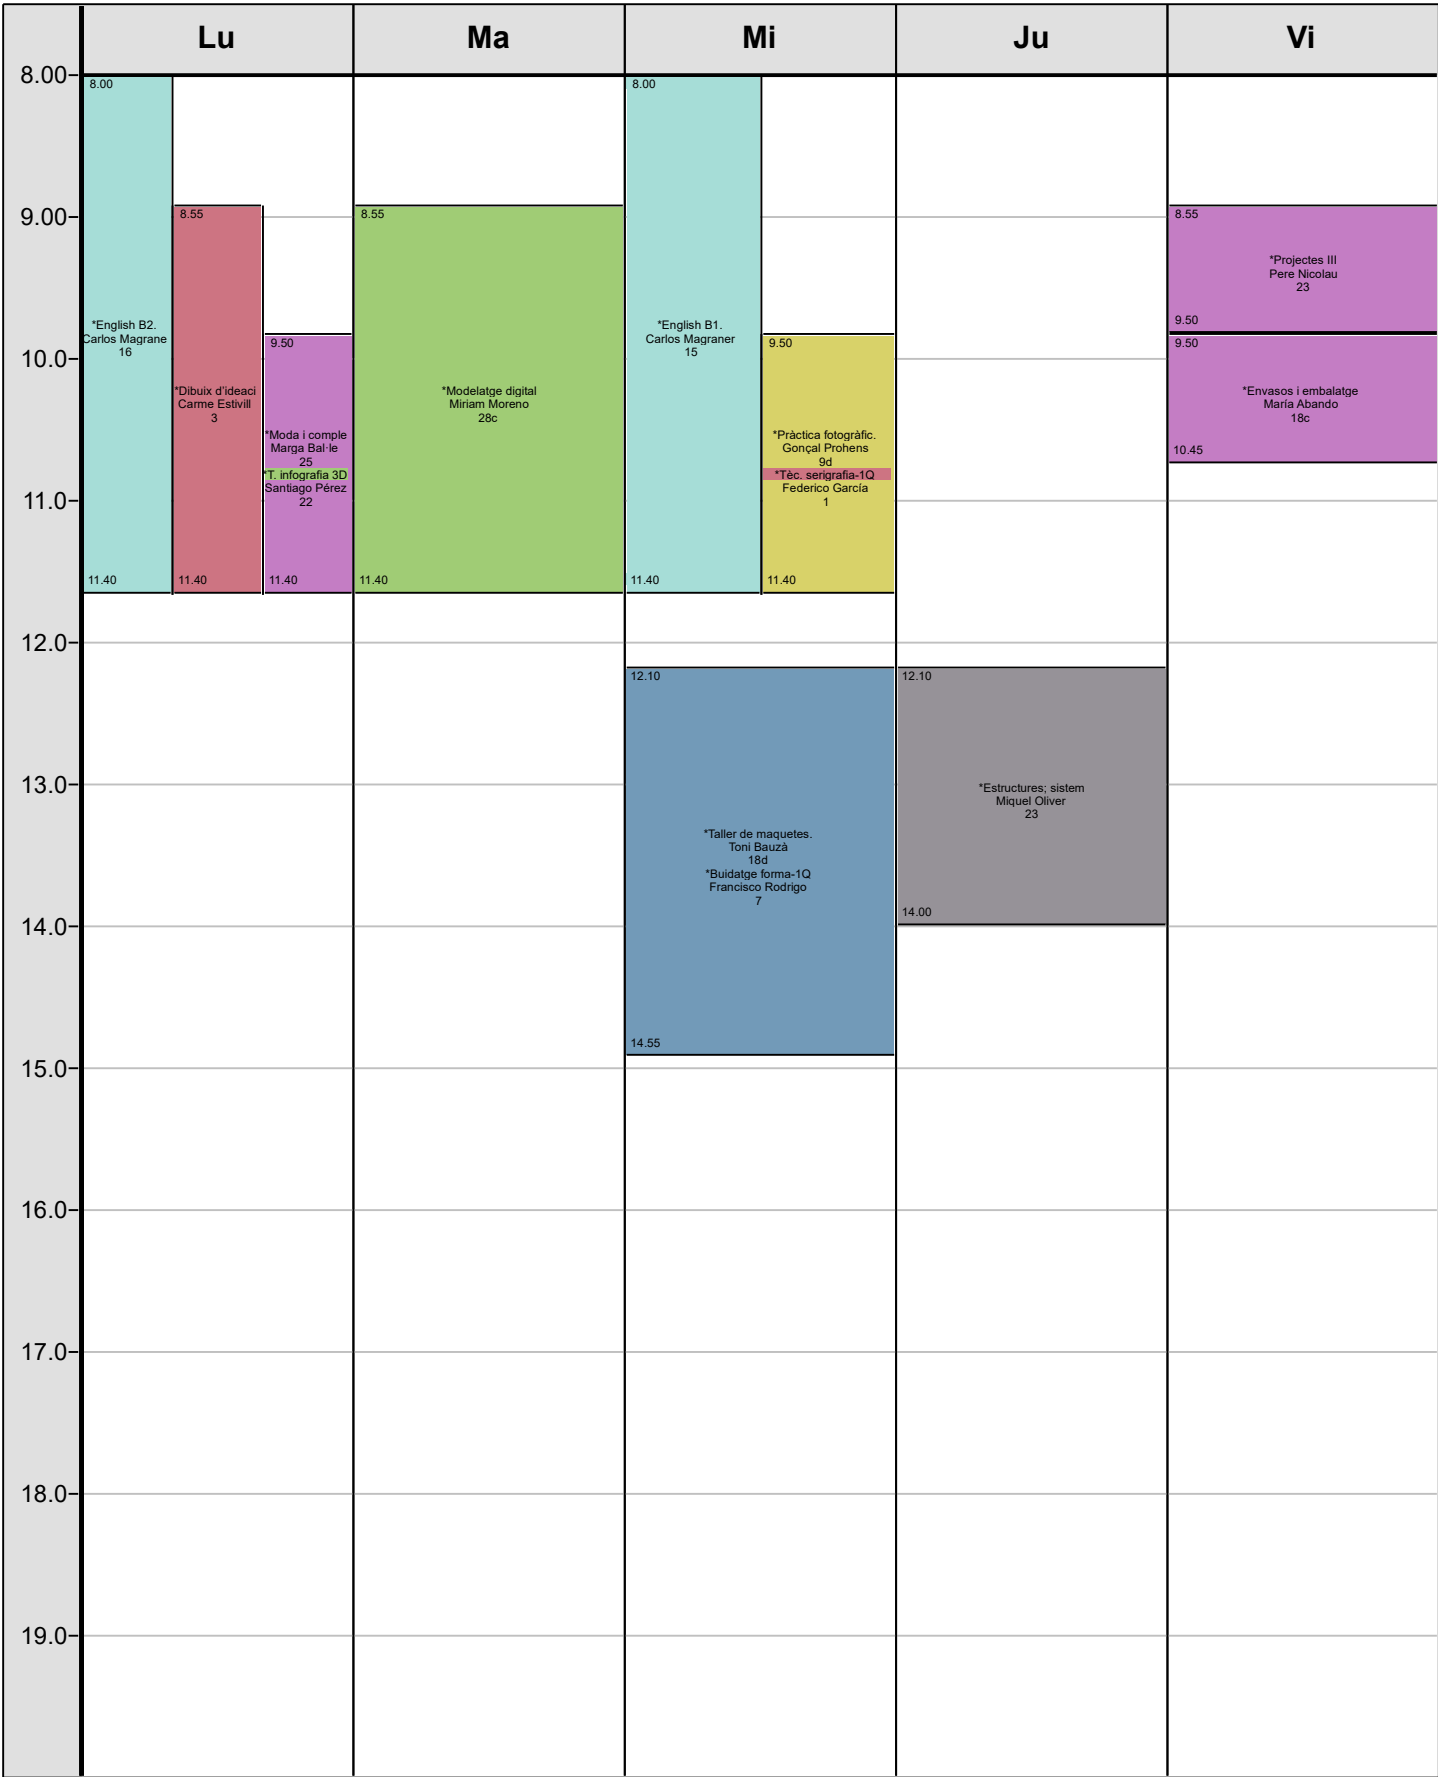 Lu Ma Mi Ju Vi
8.00
9.00
10.0
11.0
12.0
13.0
14.0
15.0
16.0
17.0
18.0
19.0
8.00
*English B2.
Carlos Magrane
16
11.40
8.55
*Dibuix d'ideaci
Carme Estivill
3
11.40
9.50
*Moda i comple
Marga Bal·le
25
*T. infografia 3D
Santiago Pérez
22
11.40
8.55
*Modelatge digital
Miriam Moreno
28c
11.40
8.00
*English B1.
Carlos Magraner
15
11.40
9.50
*Pràctica fotogràfic.
Gonçal Prohens
9d
*Tèc. serigrafia-1Q
Federico García
1
11.40
12.10
*Taller de maquetes.
Toni Bauzà
18d
*Buidatge forma-1Q
Francisco Rodrigo
7
14.55
12.10
*Estructures; sistem
Miquel Oliver
23
14.00
8.55
*Projectes III
Pere Nicolau
23
9.50
9.50
*Envasos i embalatge
María Abando
18c
10.45